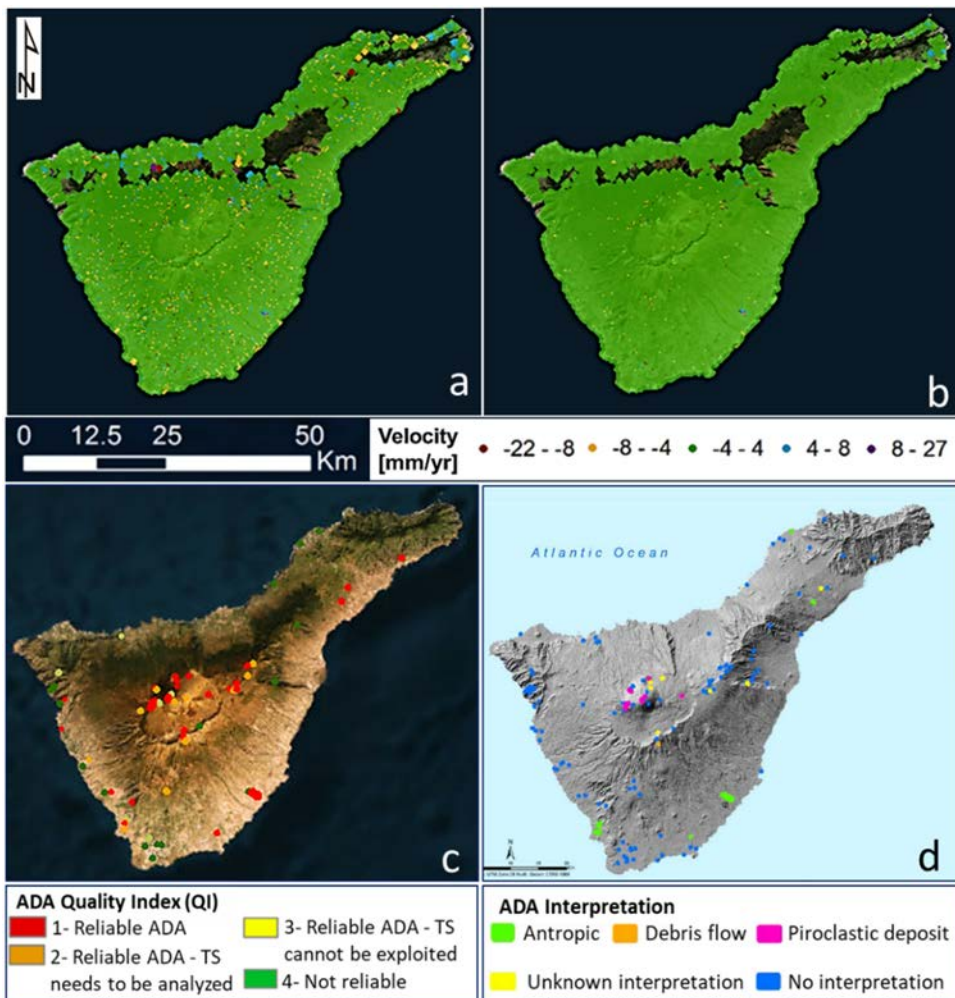 N
a
b
0 12.5 25 50
Km
Velocity
[mm/yr]
-22 - -8
-8 - -4
-4 - 4
4 - 8
8 - 27
c
Atlantic Ocean
N
d
ADA Quality Index (QI)
1- Reliable ADA
2- Reliable ADA - TS
needs to be analyzed
3- Reliable ADA - TS
cannot be exploited
4- Not reliable
ADA Interpretation
Antropic
Debris flow
Piroclastic deposit
Unknown interpretation
No interpretation